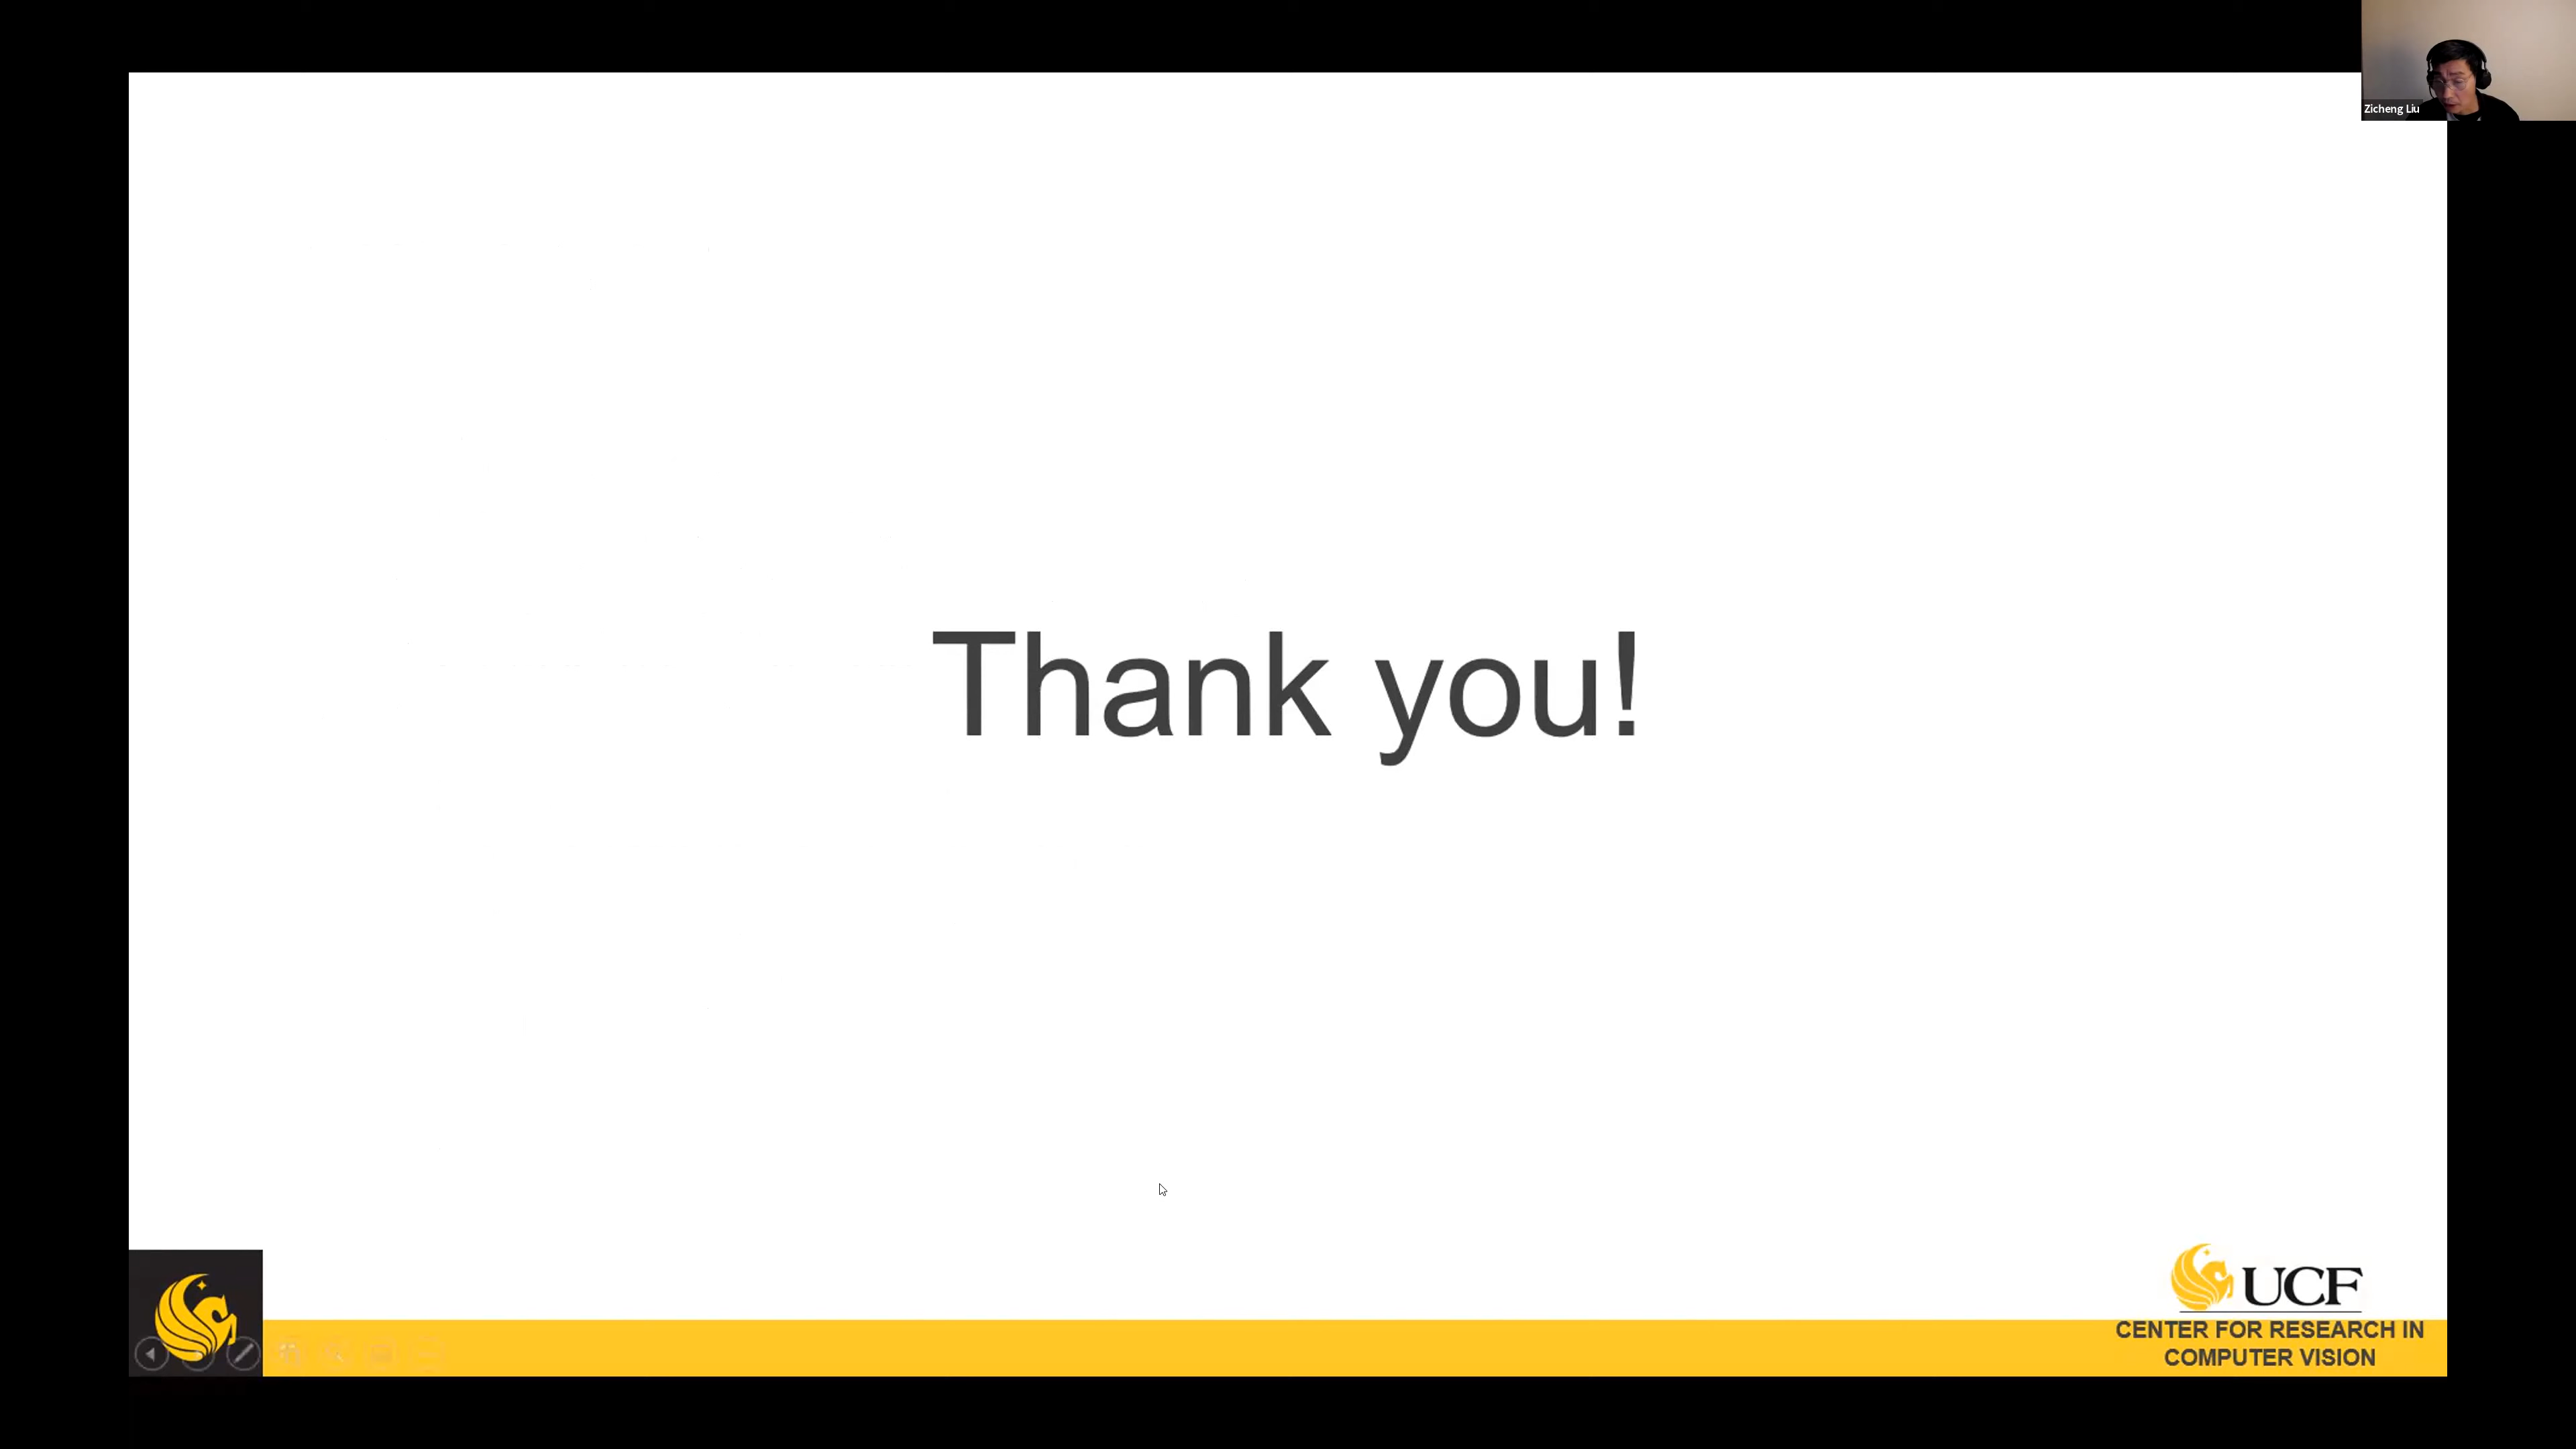 Zicheng Liu
Thank you!
UCF
CENTER FOR RESEARCH IN
COMPUTER VISION